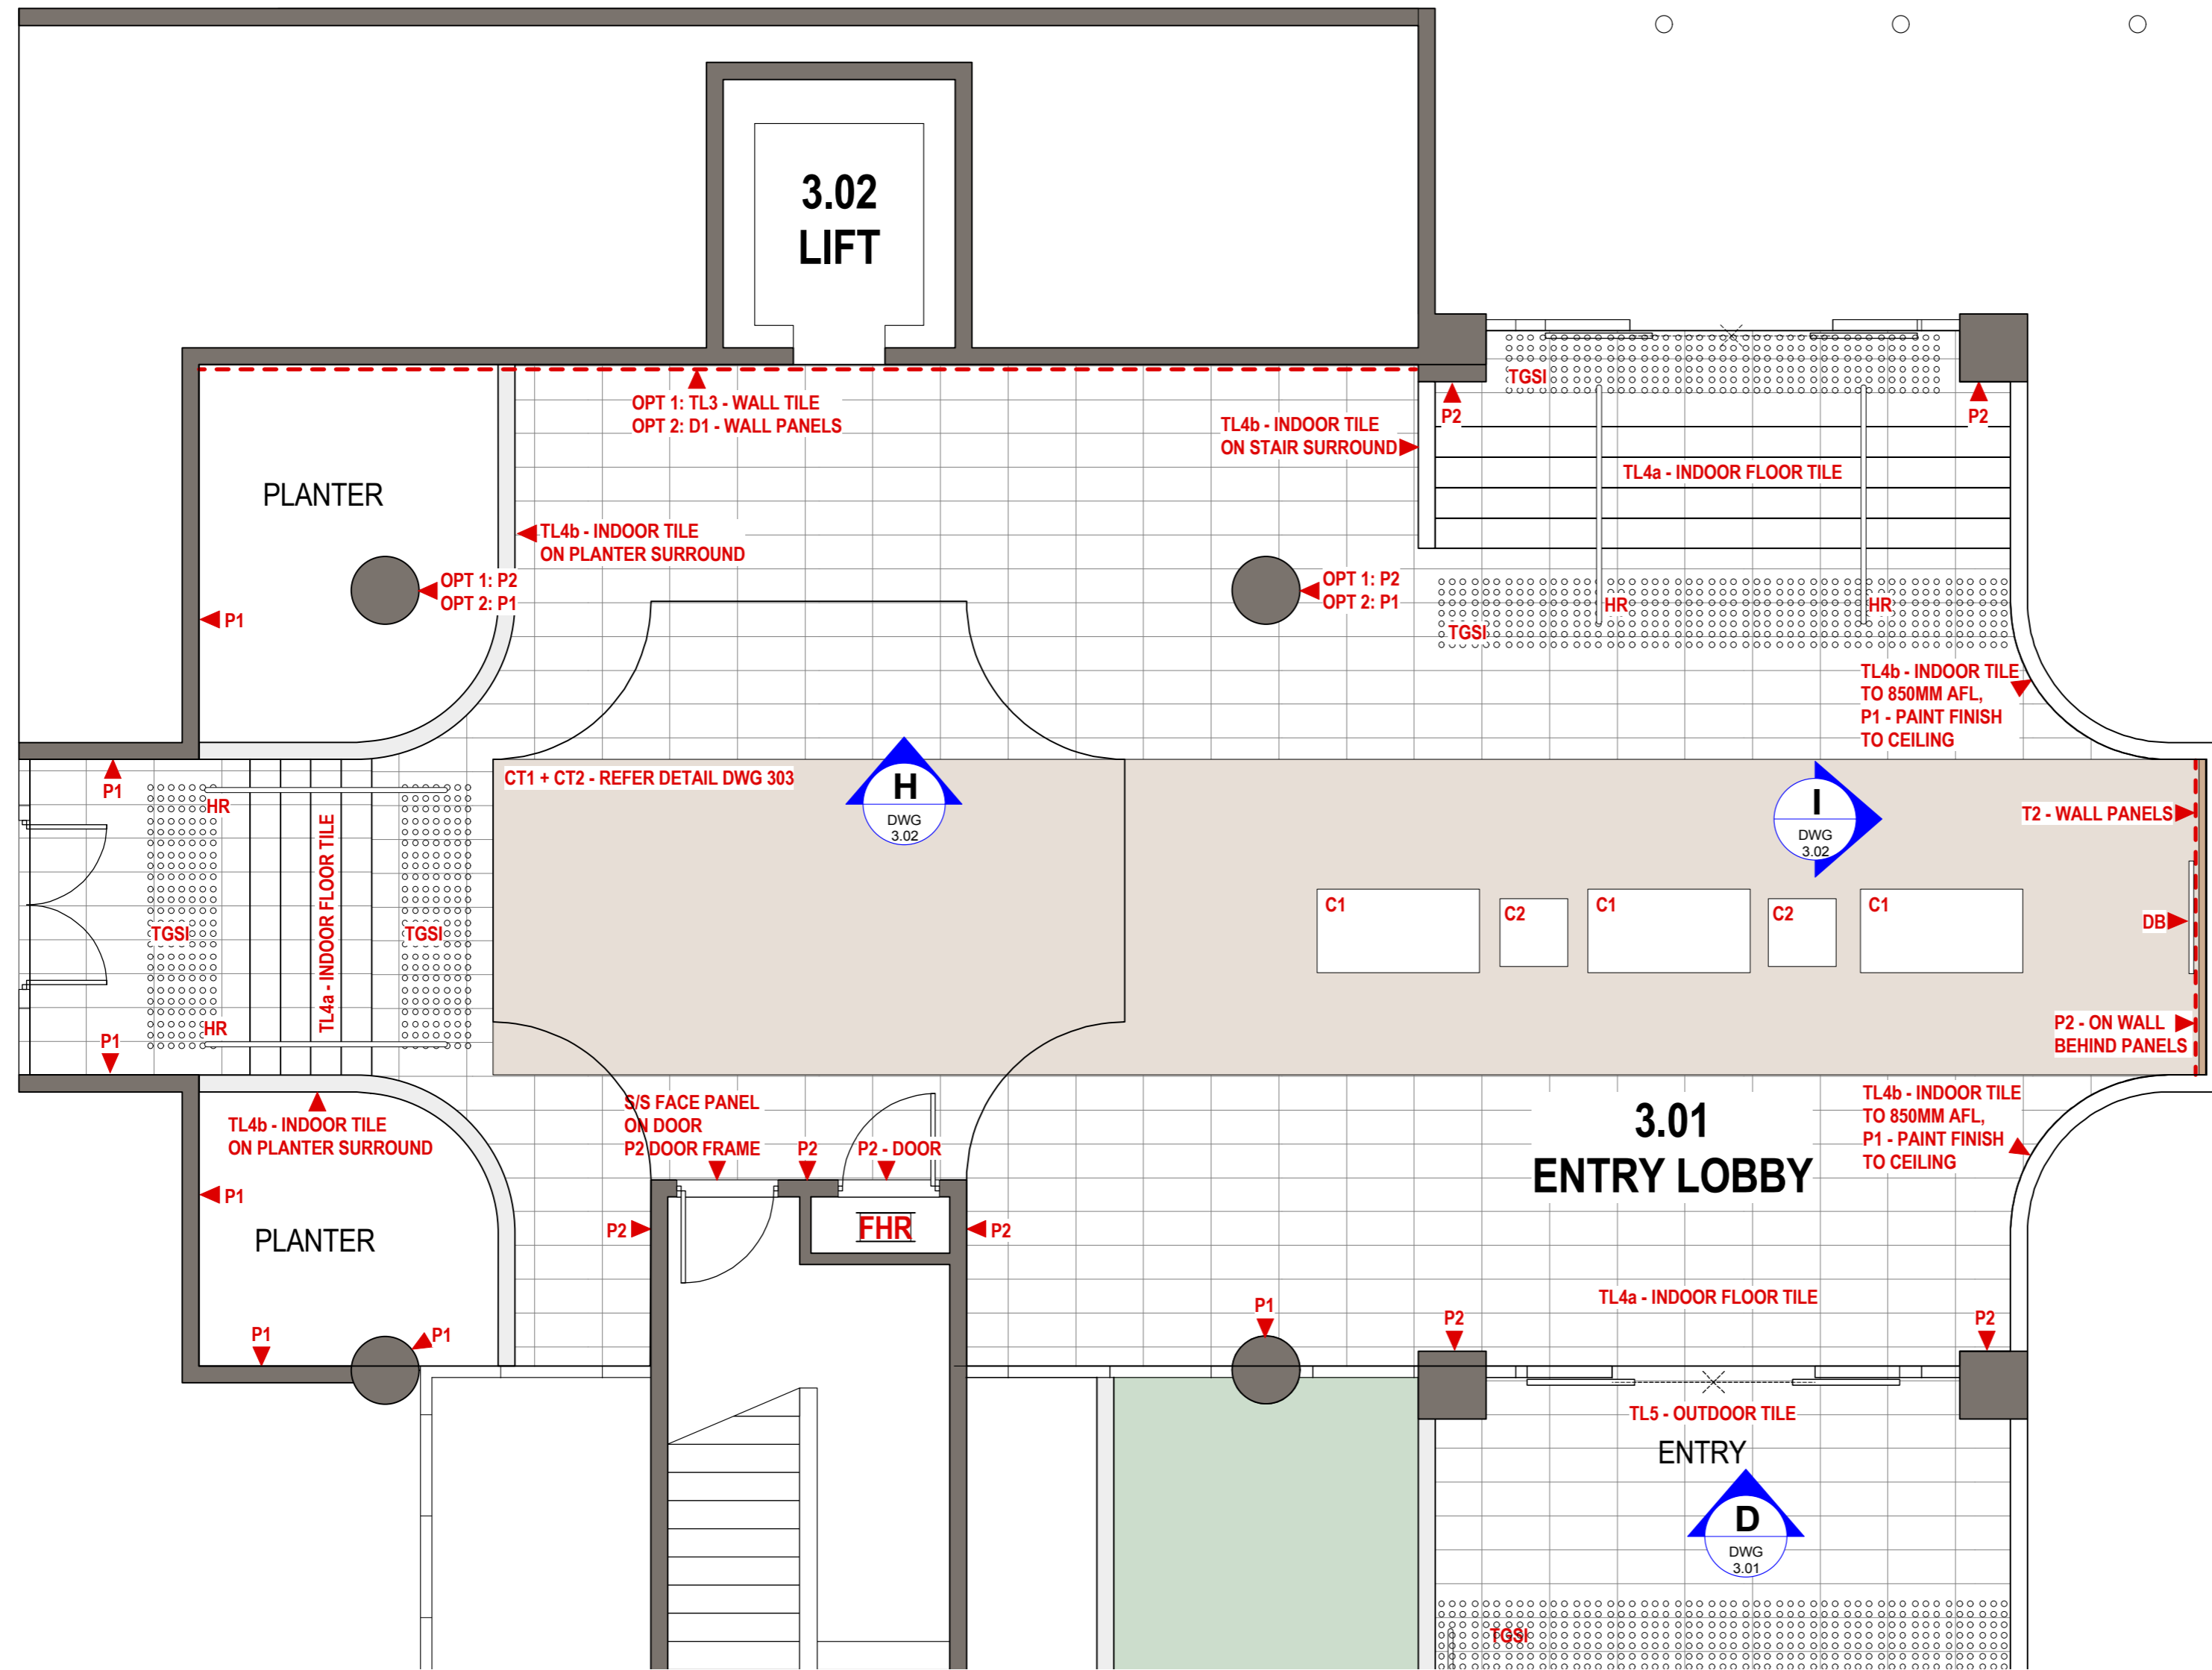 3.02
LIFT
TGSI
OPT 1: TL3 - WALL TILE
OPT 2: D1 - WALL PANELS
P2
P2
TL4b - INDOOR TILE
ON STAIR SURROUND
TL4a - INDOOR FLOOR TILE
PLANTER
TL4b - INDOOR TILE
ON PLANTER SURROUND
OPT 1: P2
OPT 2: P1
OPT 1: P2
OPT 2: P1
P1
HR
HR
TGSI
TL4b - INDOOR TILE
TO 850MM AFL,
P1 - PAINT FINISH
TO CEILING
CT1 + CT2 - REFER DETAIL DWG 303
H
DWG
3.02
I
DWG
3.02
P1
HR
T2 - WALL PANELS
TL4a - INDOOR FLOOR TILE
C1
C2
C1
C2
C1
TGSI
TGSI
DB
HR
P1
P2 - ON WALL
BEHIND PANELS
TL4b - INDOOR TILE
ON PLANTER SURROUND
S/S FACE PANEL
ON DOOR
P2 DOOR FRAME
P2
P2 - DOOR
3.01
ENTRY LOBBY
TL4b - INDOOR TILE
TO 850MM AFL,
P1 - PAINT FINISH
TO CEILING
P1
PLANTER
P2
FHR
P2
TL4a - INDOOR FLOOR TILE
P1
P1
P1
P2
P2
TL5 - OUTDOOR TILE
ENTRY
D
DWG
3.01
TGSI